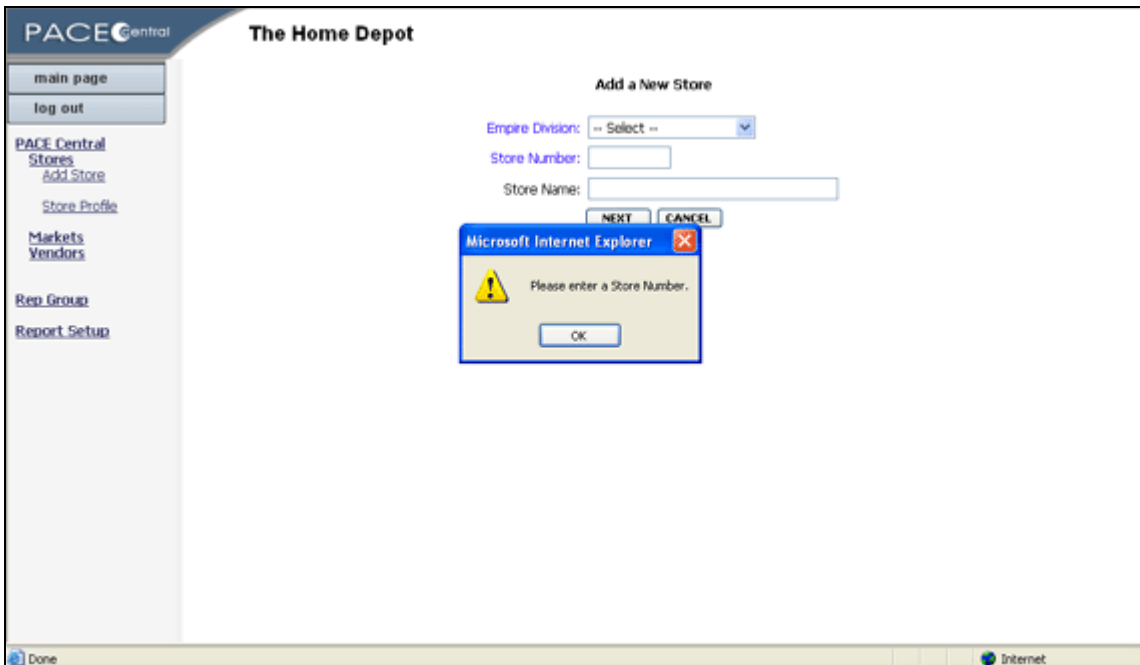 PACE Central
The Home Depot
main page
log out
PACE Central
Stores
Add Store
Store Profile
Markets
Vendors
Rep Group
Report Setup
Add a New Store
Empire Division: -- Select --
Store Number:
Store Name:
NEXT CANCEL
Microsoft Internet Explorer
Please enter a Store Number.
OK
Done Internet